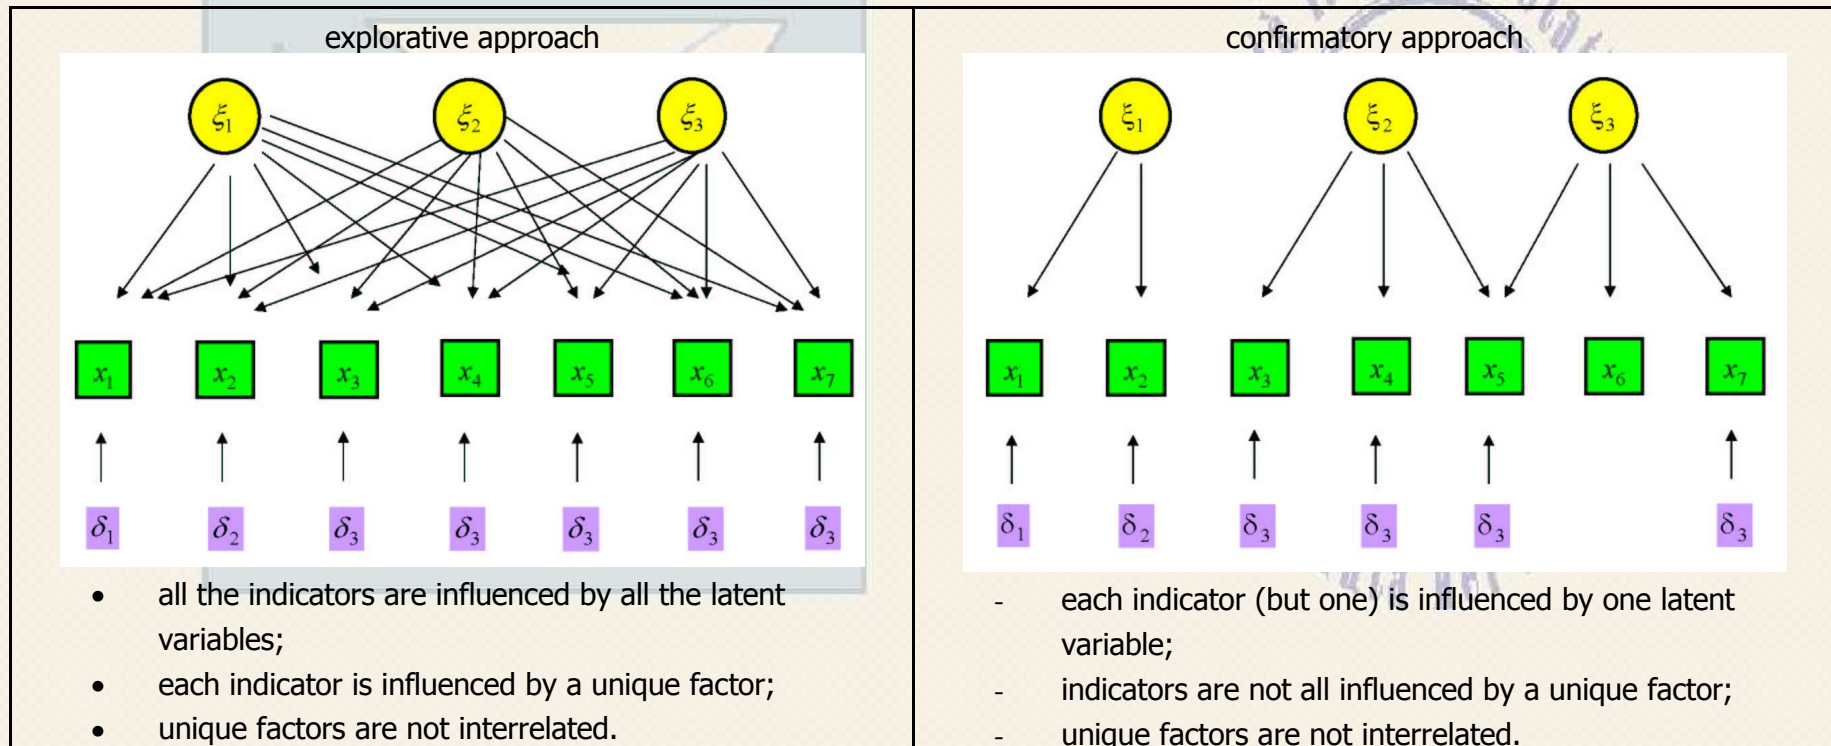 explorative approach
ξ1 ξ2 ξ3
x1 x2 x3 x4 x5 x6 x7
δ1 δ2 δ3 δ3 δ3 δ3 δ3
• all the indicators are influenced by all the latent
variables;
• each indicator is influenced by a unique factor;
• unique factors are not interrelated.
confirmatory approach
ξ1 ξ2 ξ3
x1 x2 x3 x4 x5 x6 x7
δ1 δ2 δ3 δ3 δ3 δ3
- each indicator (but one) is influenced by one latent
variable;
- indicators are not all influenced by a unique factor;
- unique factors are not interrelated.